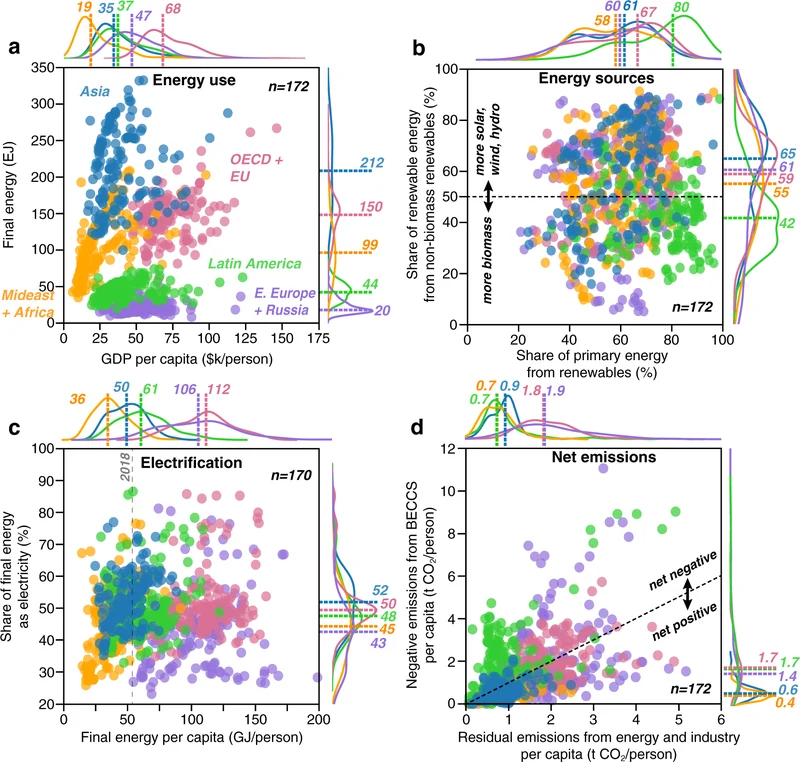 19 35 37 47 68
a
Energy use
n=172
Asia
OECD +
EU
Latin America
Mideast
+ Africa
E. Europe
+ Russia
350
300
250
200
150
100
50
0
Final energy (EJ)
0 25 50 75 100 125 150 175
GDP per capita ($k/person)
212
150
99
44
20
58 60 61 67 80
b
Energy sources
more solar,
wind, hydro
more biomass
n=172
100
80
60
50
40
20
0
Share of renewable energy
from non-biomass renewables (%)
0 20 40 60 80 100
Share of primary energy
from renewables (%)
65
61
59
55
42
36 50 61 106 112
c
Electrification
2018
n=170
100
90
80
70
60
50
40
30
20
Share of final energy
as electricity (%)
0 25 50 75 100 125 150 175 200
Final energy per capita (GJ/person)
52
50
48
45
43
0.7 0.9 1.8 1.9
0.7
d
Net emissions
net negative
net positive
n=172
12
10
8
6
4
2
0
Negative emissions from BECCS
per capita (t CO₂/person)
0 1 2 3 4 5 6
Residual emissions from energy and industry
per capita (t CO₂/person)
1.7 1.7
1.4
0.6
0.4